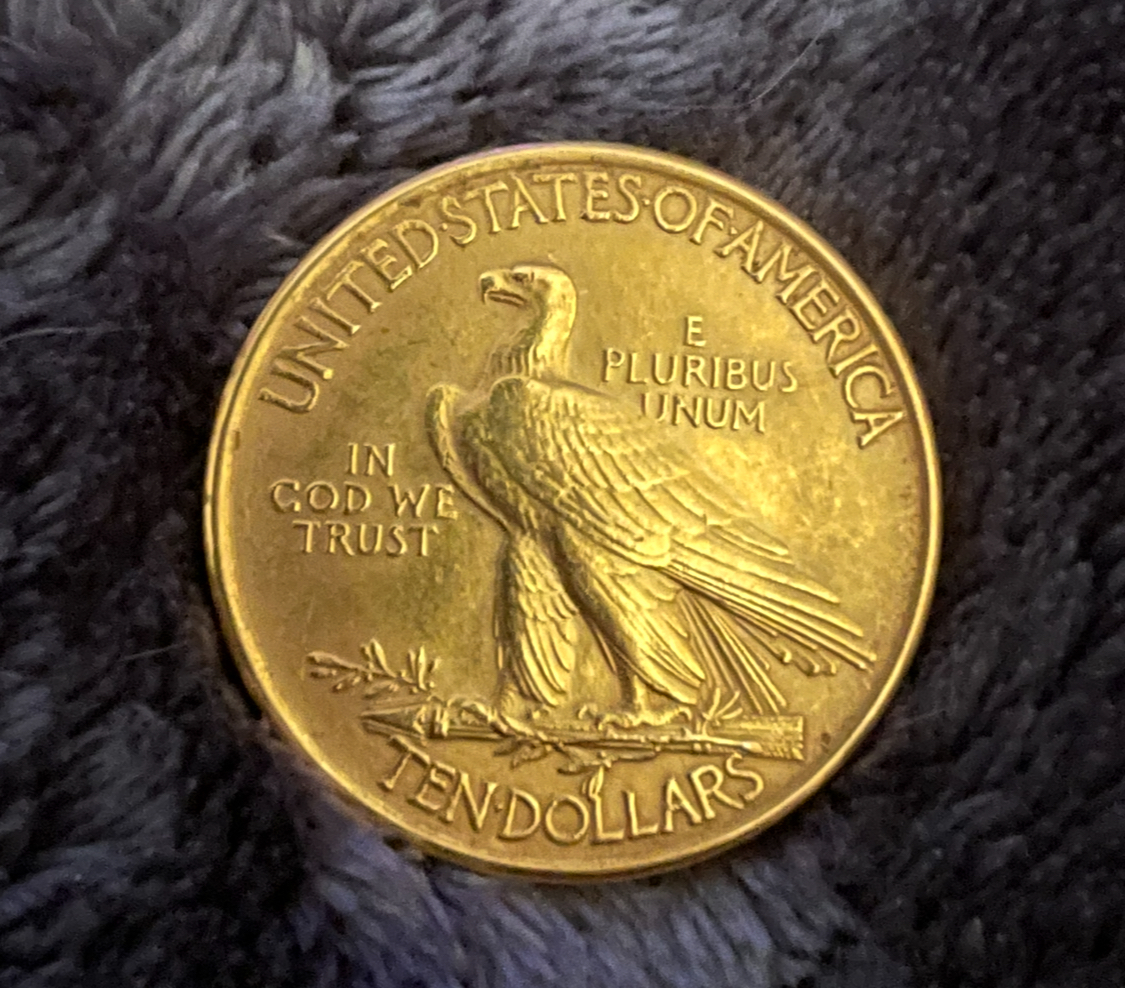 UNITED·STATES·OF·AMERICA
E
PLURIBUS
UNUM
IN
GOD WE
TRUST
TEN·DOLLARS